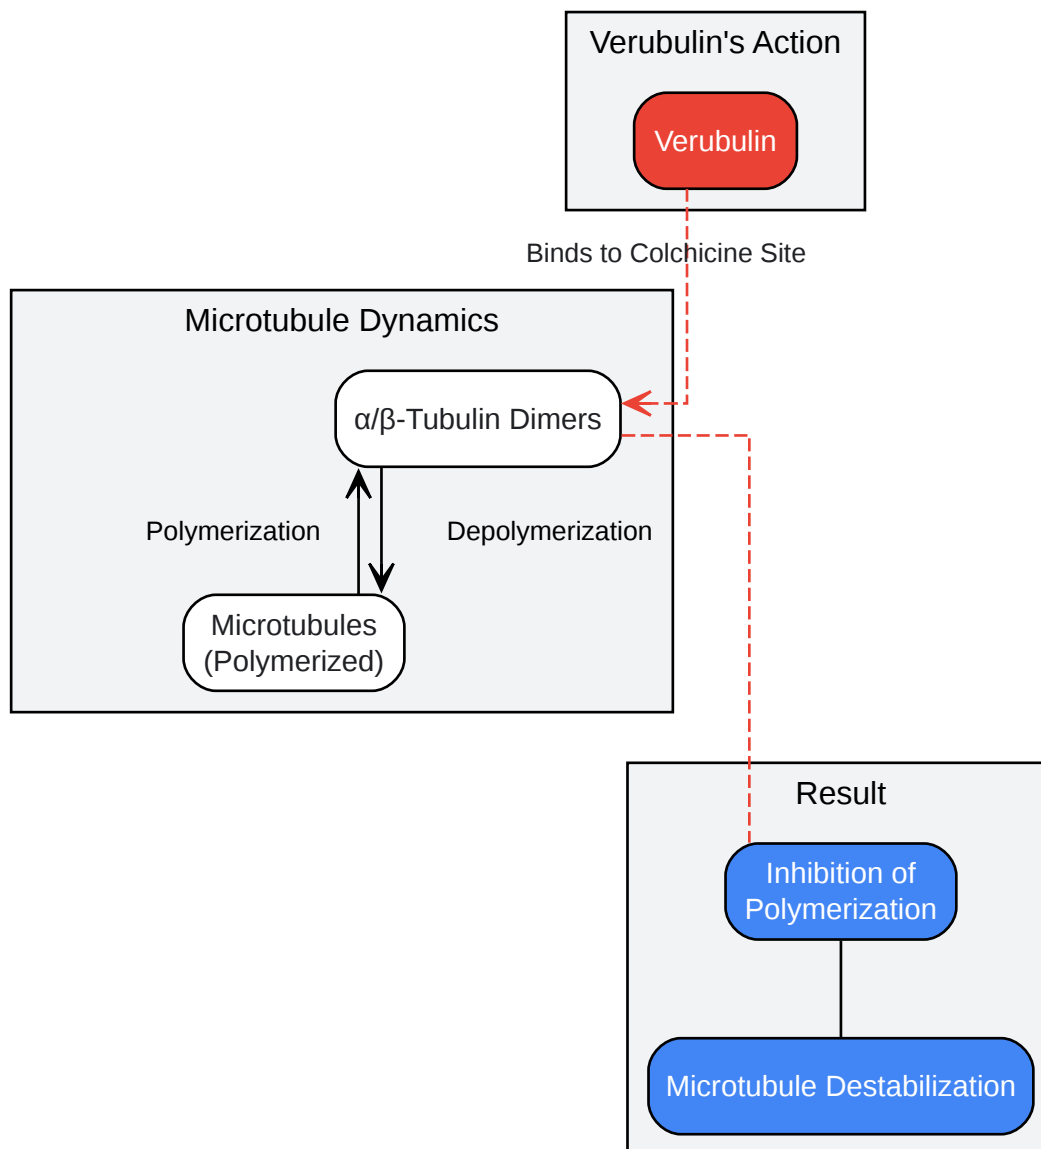 Verubulin's Action
Verubulin
Binds to Colchicine Site
Microtubule Dynamics
α/β-Tubulin Dimers
Polymerization
Depolymerization
Microtubules
(Polymerized)
Result
Inhibition of
Polymerization
Microtubule Destabilization